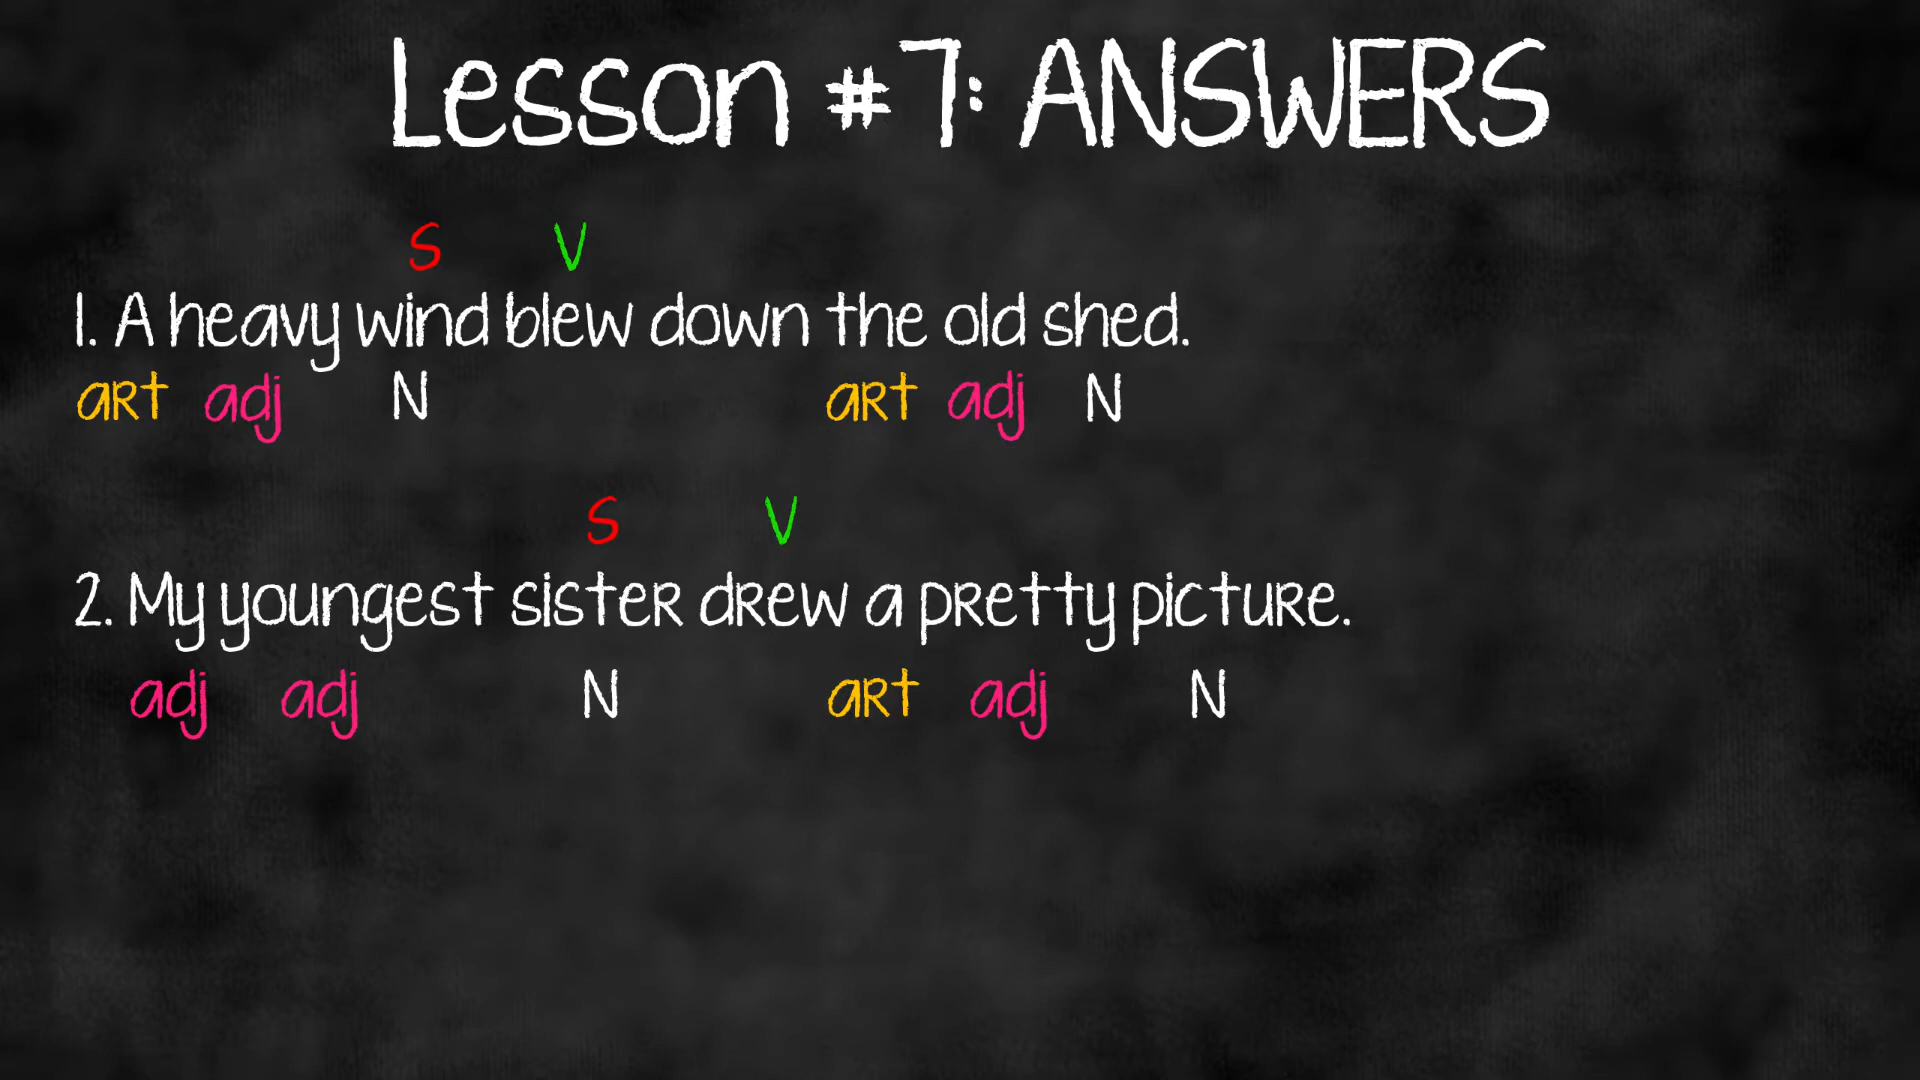 Lesson #7: ANSWERS
S V
1. A heavy wind blew down the old shed.
art adj N art adj N
S V
2. My youngest sister drew a pretty picture.
adj adj N art adj N